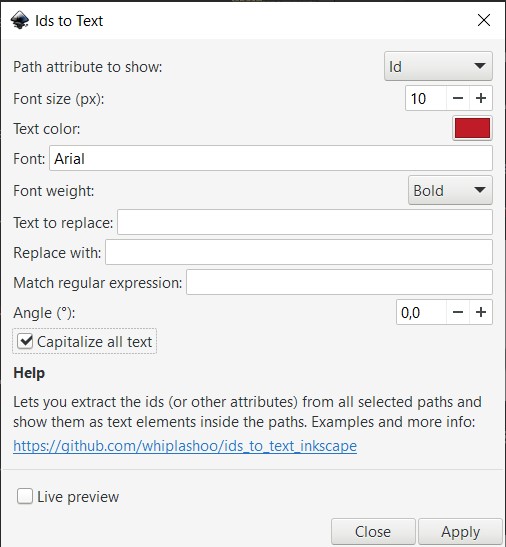 Ids to Text
Path attribute to show: Id
Font size (px): 10
Text color:
Font: Arial
Font weight: Bold
Text to replace:
Replace with:
Match regular expression:
Angle (°): 0,0
Capitalize all text
Help
Lets you extract the ids (or other attributes) from all selected paths and
show them as text elements inside the paths. Examples and more info:
https://github.com/whiplashoo/ids_to_text_inkscape
Live preview
Close Apply